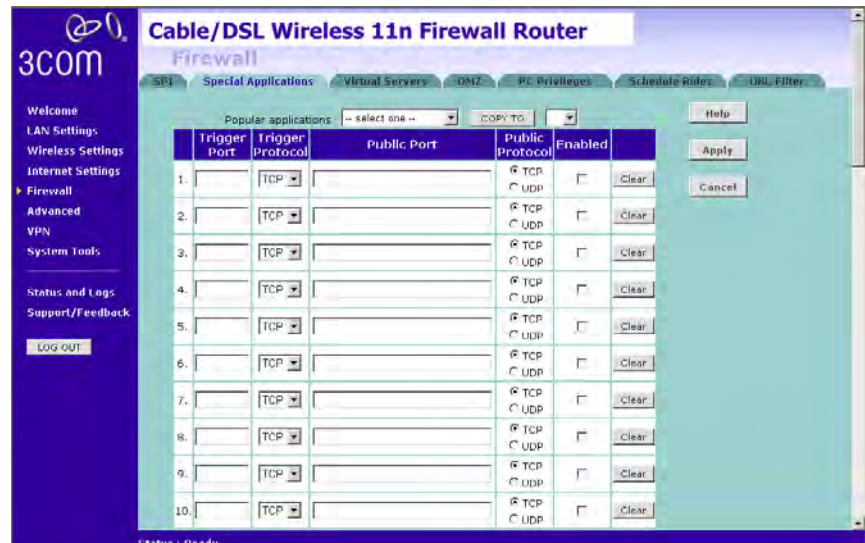 3COM
Cable/DSL Wireless 11n Firewall Router
Firewall
SPI Special Applications Virtual Servers DMZ PC Privileges Schedule Rules URL Filter
Welcome
LAN Settings
Wireless Settings
Internet Settings
Firewall
Advanced
VPN
System Tools
Status and Logs
Support/Feedback
LOG OUT
Popular applications -- select one -- COPY TO
Trigger Port Trigger Protocol Public Port Public Protocol Enabled
1. TCP TCP UDP Clear
2. TCP TCP UDP Clear
3. TCP TCP UDP Clear
4. TCP TCP UDP Clear
5. TCP TCP UDP Clear
6. TCP TCP UDP Clear
7. TCP TCP UDP Clear
8. TCP TCP UDP Clear
9. TCP TCP UDP Clear
10. TCP TCP UDP Clear
Help
Apply
Cancel
Status : Ready